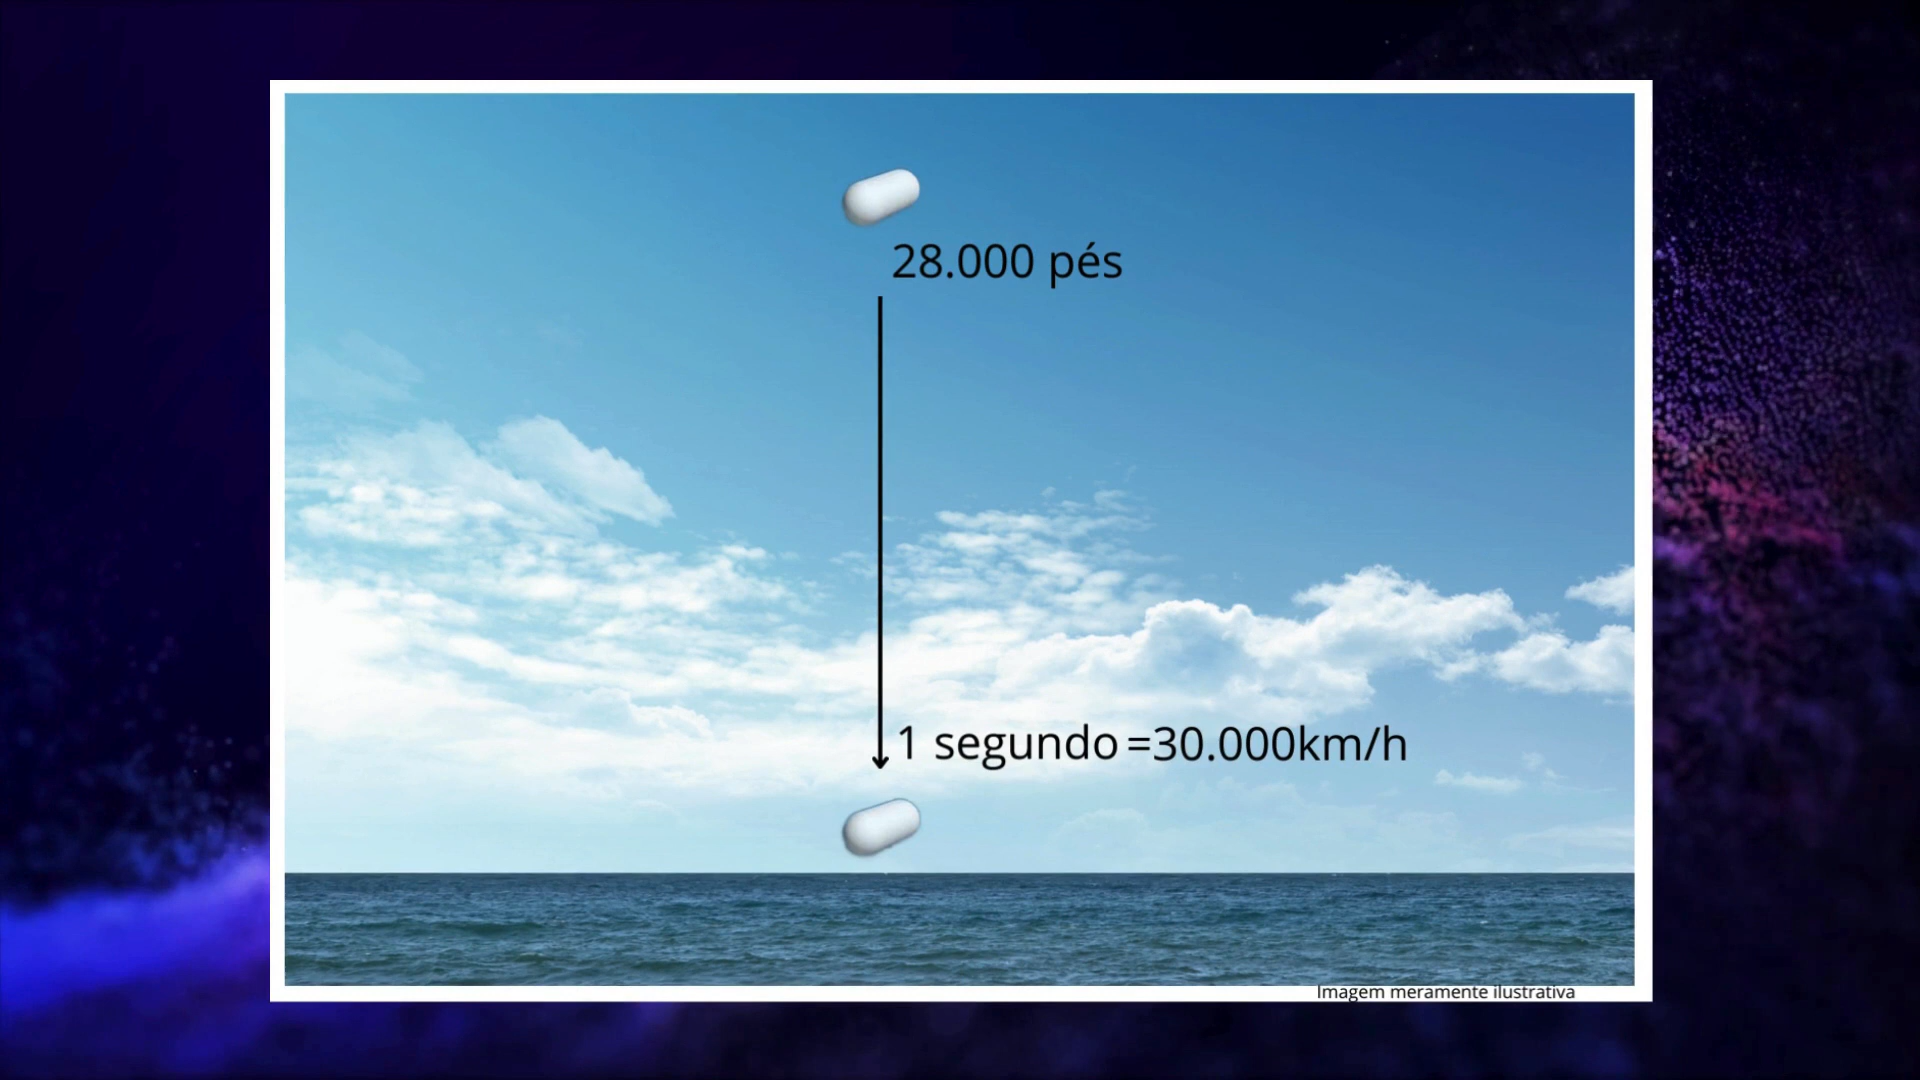 28.000 pés
1 segundo =30.000km/h
Imagem meramente ilustrativa